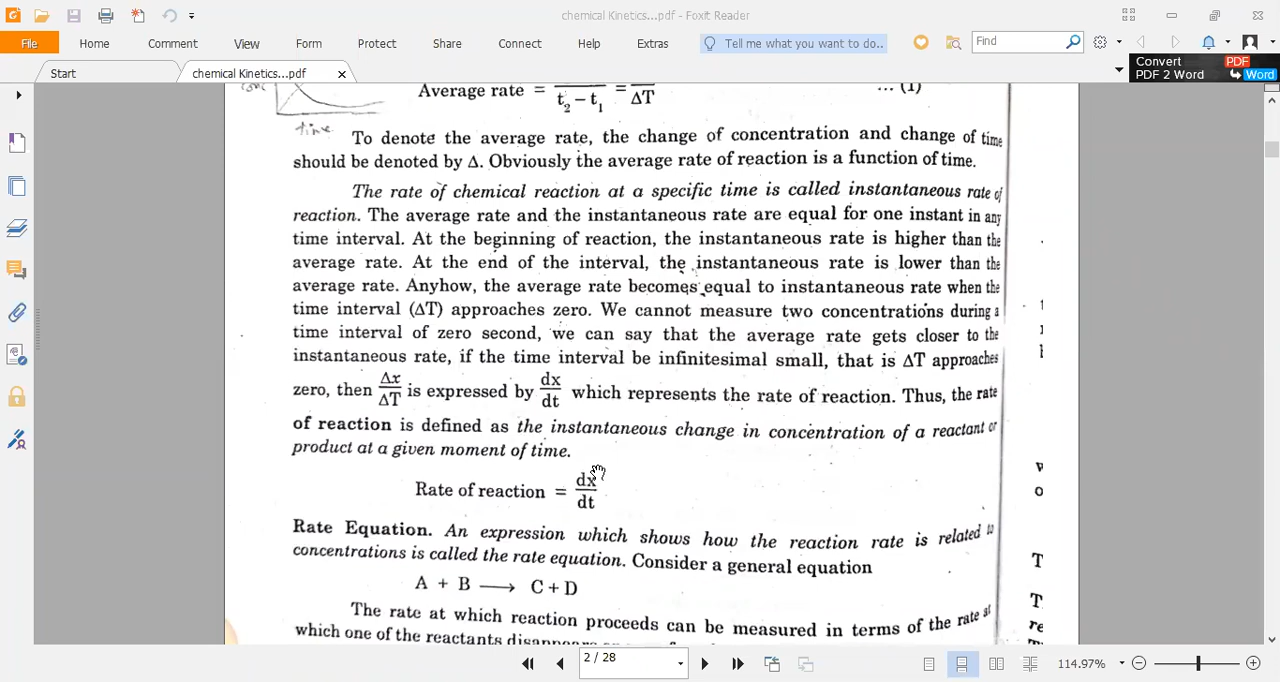 chemical Kinetics...pdf - Foxit Reader
File Home Comment View Form Protect Share Connect Help Extras Tell me what you want to do.. Find
Start chemical Kinetics...pdf
Convert PDF
PDF 2 Word Word
conc
time
Average rate = t2 – t1 = ΔT ... (1)
To denote the average rate, the change of concentration and change of time
should be denoted by Δ. Obviously the average rate of reaction is a function of time.
The rate of chemical reaction at a specific time is called instantaneous rate of
reaction. The average rate and the instantaneous rate are equal for one instant in any
time interval. At the beginning of reaction, the instantaneous rate is higher than the
average rate. At the end of the interval, the instantaneous rate is lower than the
average rate. Anyhow, the average rate becomes equal to instantaneous rate when the
time interval (ΔT) approaches zero. We cannot measure two concentrations during a
time interval of zero second, we can say that the average rate gets closer to the
instantaneous rate, if the time interval be infinitesimal small, that is ΔT approaches
zero, then Δx/ΔT is expressed by dx/dt which represents the rate of reaction. Thus, the rate
of reaction is defined as the instantaneous change in concentration of a reactant or
product at a given moment of time.
Rate of reaction = dx/dt
Rate Equation. An expression which shows how the reaction rate is related to
concentrations is called the rate equation. Consider a general equation
A + B ⟶ C + D
The rate at which reaction proceeds can be measured in terms of the rate at
which one of the reactants
2 / 28
114.97%